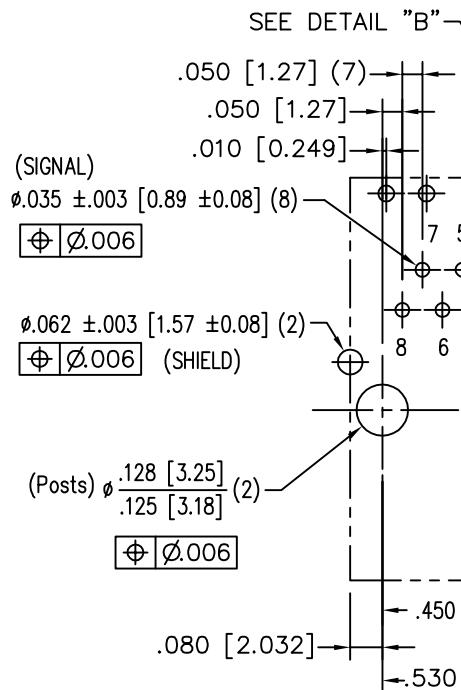 SEE DETAIL "B"
.050 [1.27] (7)
.050 [1.27]
.010 [0.249]
(SIGNAL)
ø.035 ±.003 [0.89 ±0.08] (8)
⌖ Ø.006
7 5
ø.062 ±.003 [1.57 ±0.08] (2)
8 6
⌖ Ø.006 (SHIELD)
(Posts) ø .128 [3.25] (2)
.125 [3.18]
⌖ Ø.006
.450
.080 [2.032]
.530